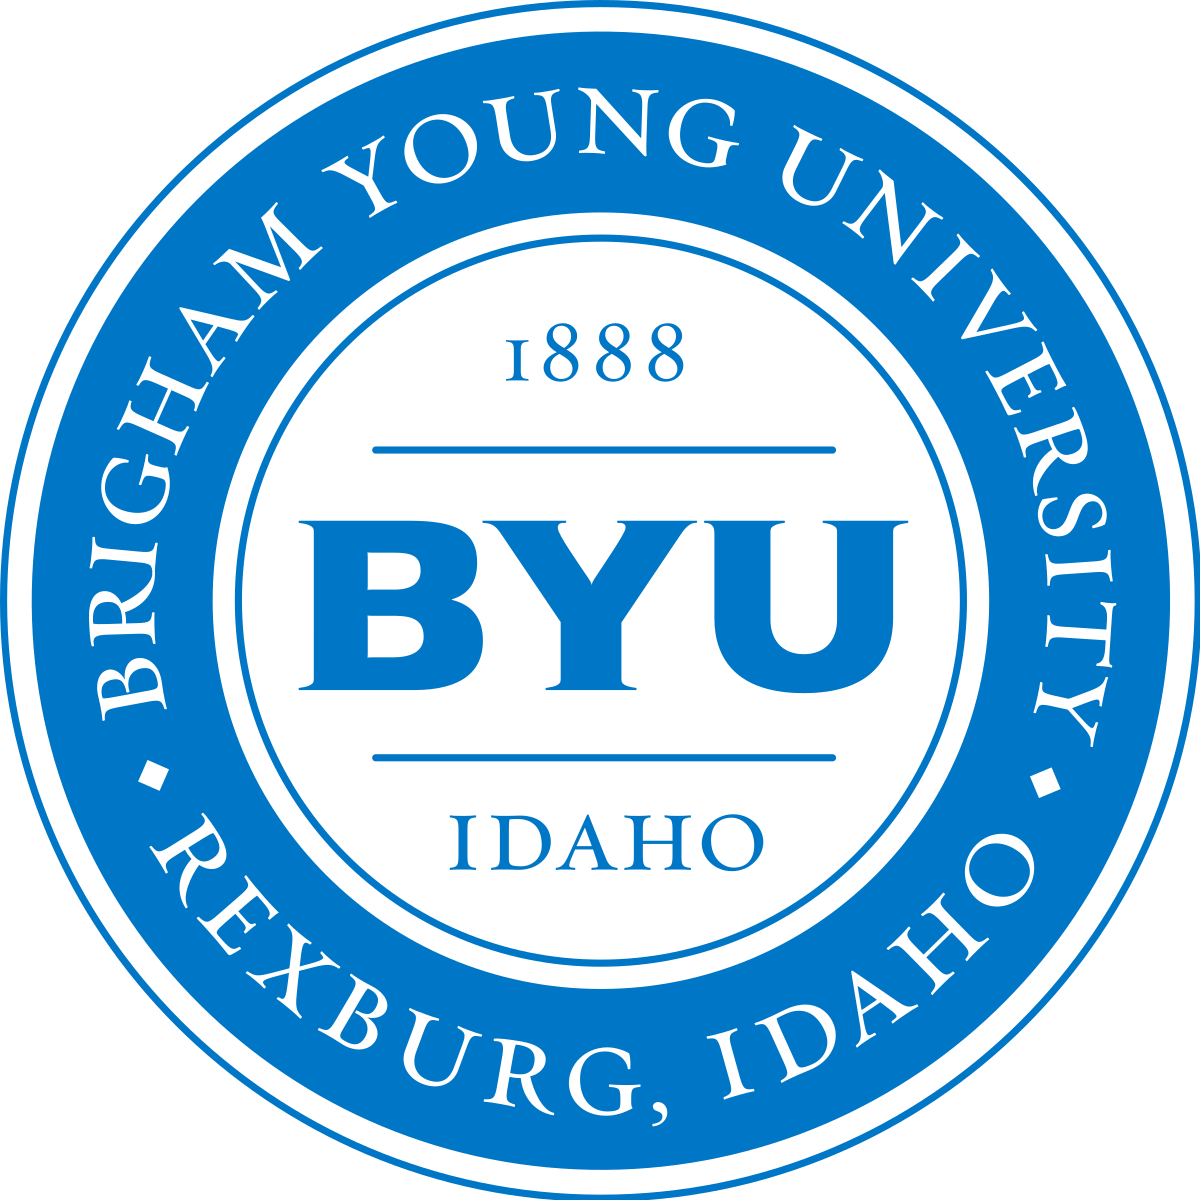 BRIGHAM YOUNG UNIVERSITY
1888
BYU
IDAHO
REXBURG, IDAHO